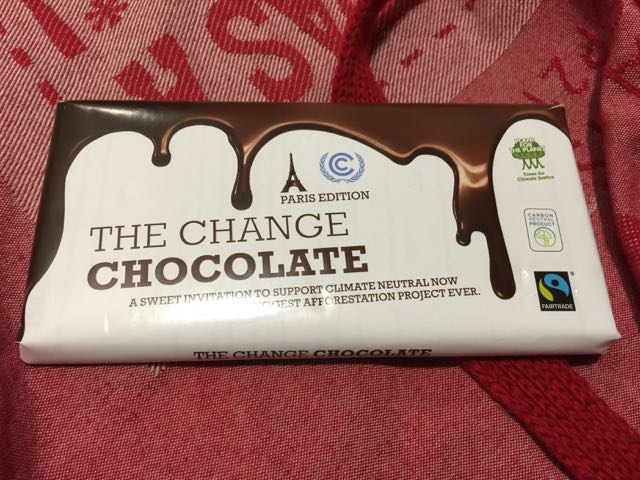 PLANT
FOR
THE PLANET
Trees for
Climate Justice
PARIS EDITION
THE CHANGE
CHOCOLATE
CARBON
NEUTRAL
PRODUCT
A SWEET INVITATION TO SUPPORT CLIMATE NEUTRAL NOW
BIGGEST AFFORESTATION PROJECT EVER.
FAIRTRADE
THE CHANGE CHOCOLATE